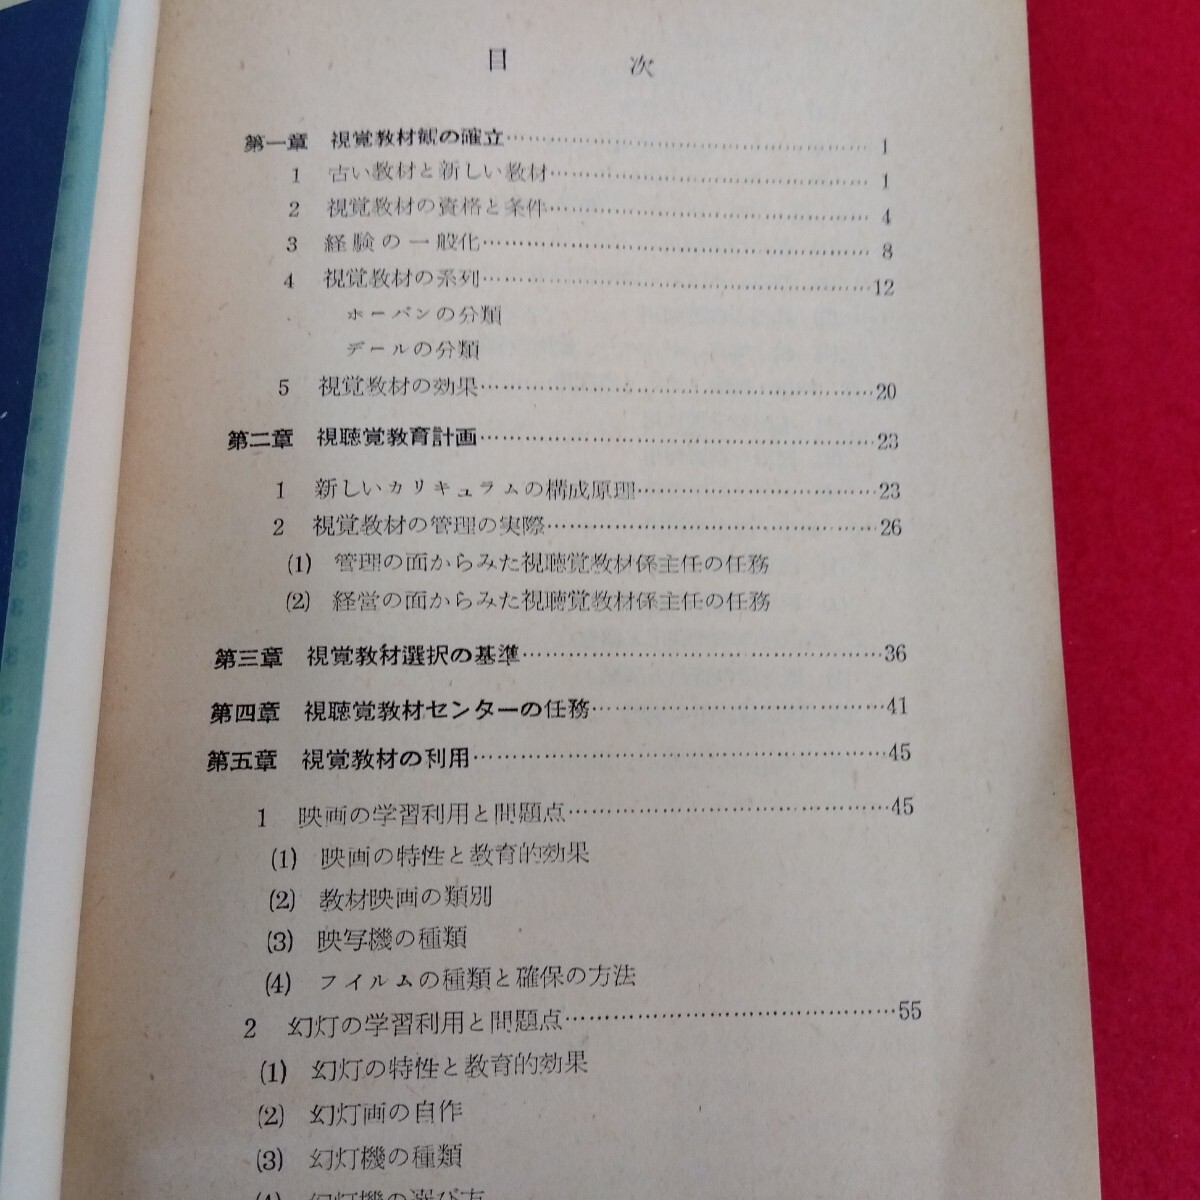 目次
第一章 視覚教材観の確立……………………………………1
1 古い教材と新しい教材……………………………………1
2 視覚教材の資格と条件……………………………………4
3 経験の一般化……………………………………8
4 視覚教材の系列……………………………………12
ホーバンの分類
デールの分類
5 視覚教材の効果……………………………………20
第二章 視聴覚教育計画……………………………………23
1 新しいカリキュラムの構成原理……………………………23
2 視覚教材の管理の実際……………………………………26
(1) 管理の面からみた視聴覚教材係主任の任務
(2) 経営の面からみた視聴覚教材係主任の任務
第三章 視覚教材選択の基準……………………………………36
第四章 視聴覚教材センターの任務……………………………41
第五章 視覚教材の利用……………………………………45
1 映画の学習利用と問題点……………………………………45
(1) 映画の特性と教育的効果
(2) 教材映画の類別
(3) 映写機の種類
(4) フイルムの種類と確保の方法
2 幻灯の学習利用と問題点……………………………………55
(1) 幻灯の特性と教育的効果
(2) 幻灯画の自作
(3) 幻灯機の種類
(4) 幻灯機の選び方